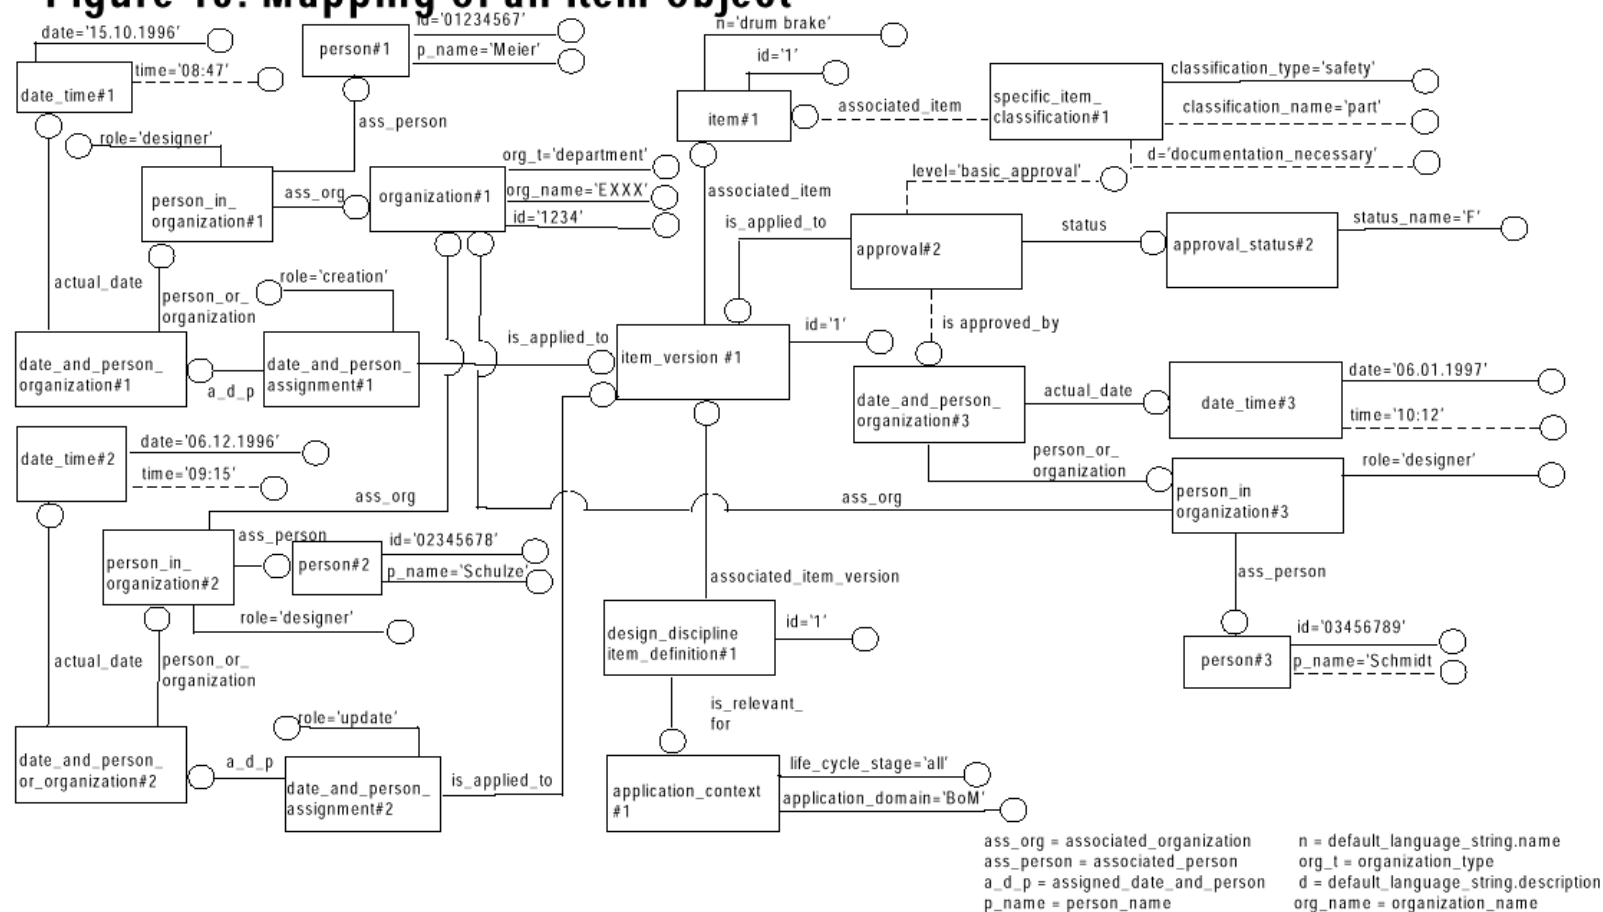 Figure 10: Mapping of an item object
date='15.10.1996'
time='08:47'
date_time#1
id='01234567'
person#1
p_name='Meier'
ass_person
n='drum brake'
id='1'
item#1
associated_item
specific_item_
classification#1
classification_type='safety'
classification_name='part'
d='documentation_necessary'
role='designer'
person_in_
organization#1
ass_org
organization#1
org_t='department'
org_name='EXXX'
id='1234'
associated_item
is_applied_to
level='basic_approval'
approval#2
status
approval_status#2
status_name='F'
actual_date
person_or_
organization
role='creation'
date_and_person_
organization#1
a_d_p
date_and_person_
assignment#1
is_applied_to
item_version #1
id='1'
is approved_by
date_and_person_
organization#3
actual_date
date_time#3
date='06.01.1997'
time='10:12'
person_or_
organization
person_in
organization#3
role='designer'
date_time#2
date='06.12.1996'
time='09:15'
ass_org
ass_org
person_in_
organization#2
ass_person
person#2
id='02345678'
p_name='Schulze'
role='designer'
associated_item_version
design_discipline
item_definition#1
id='1'
ass_person
person#3
id='03456789'
p_name='Schmidt
actual_date
person_or_
organization
is_relevant_
for
date_and_person_
or_organization#2
a_d_p
role='update'
date_and_person_
assignment#2
is_applied_to
application_context
#1
life_cycle_stage='all'
application_domain='BoM'
ass_org = associated_organization
ass_person = associated_person
a_d_p = assigned_date_and_person
p_name = person_name
n = default_language_string.name
org_t = organization_type
d = default_language_string.description
org_name = organization_name